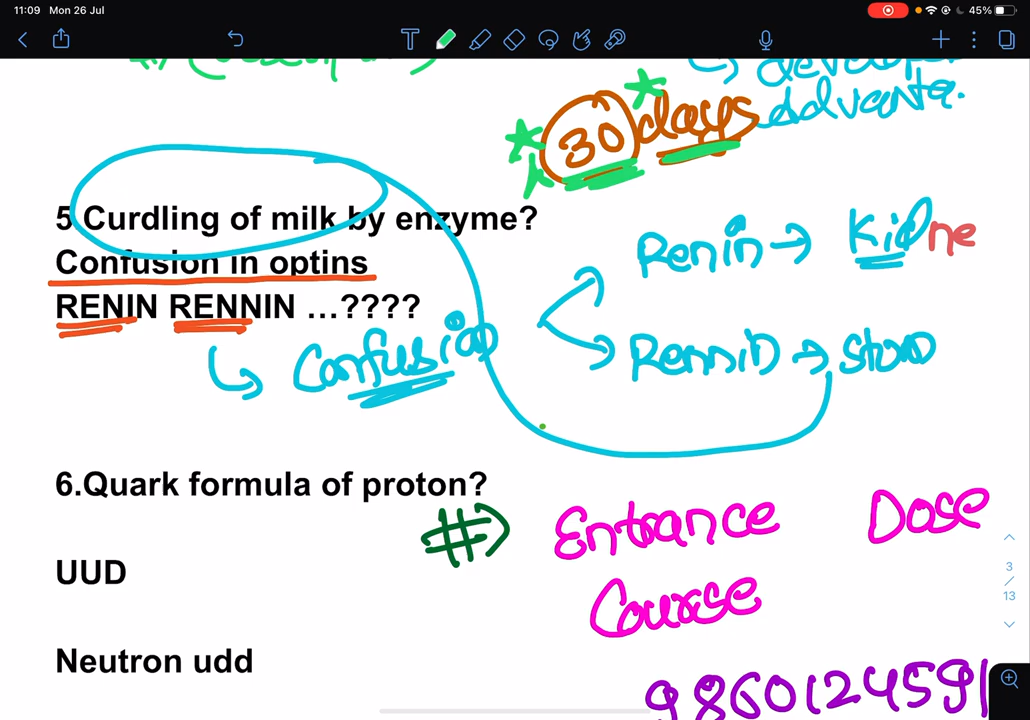 11:09 Mon 26 Jul
45%
T
develope
advanta.
30 days
5 Curdling of milk by enzyme?
Confusion in optins
RENIN RENNIN ...????
Confusion
Renin → Kidne
Rennin → Stom
6.Quark formula of proton?
# Entrance Dose
Course
UUD
Neutron udd
3
/
13
9860124591